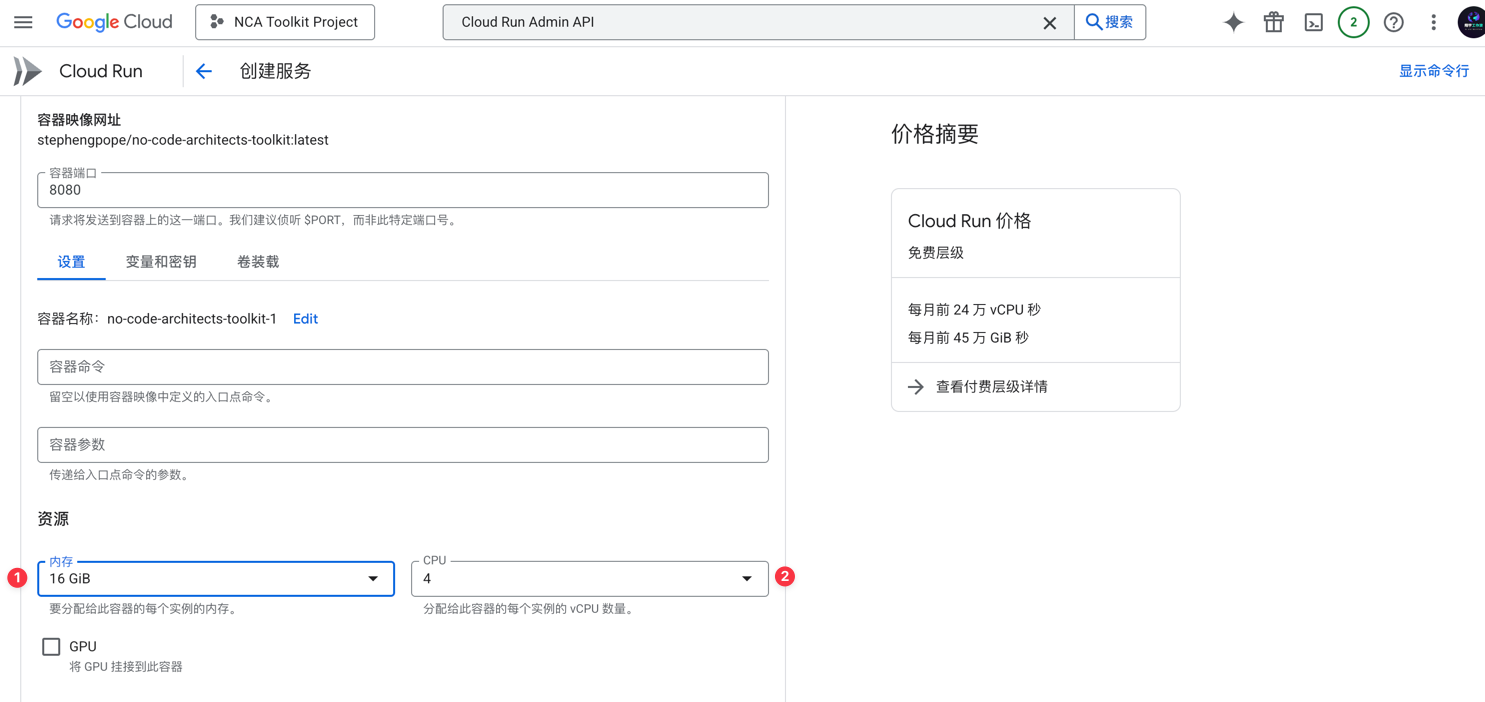 Google Cloud
NCA Toolkit Project
Cloud Run Admin API
搜索
2
Cloud Run
创建服务
显示命令行
容器映像网址
stephengpope/no-code-architects-toolkit:latest
容器端口
8080
请求将发送到容器上的这一端口。我们建议侦听 $PORT，而非此特定端口号。
设置
变量和密钥
卷装载
容器名称：no-code-architects-toolkit-1 Edit
容器命令
留空以使用容器映像中定义的入口点命令。
容器参数
传递给入口点命令的参数。
资源
1
内存
16 GiB
要分配给此容器的每个实例的内存。
CPU
4
2
分配给此容器的每个实例的 vCPU 数量。
GPU
将 GPU 挂接到此容器
价格摘要
Cloud Run 价格
免费层级
每月前 24 万 vCPU 秒
每月前 45 万 GiB 秒
查看付费层级详情